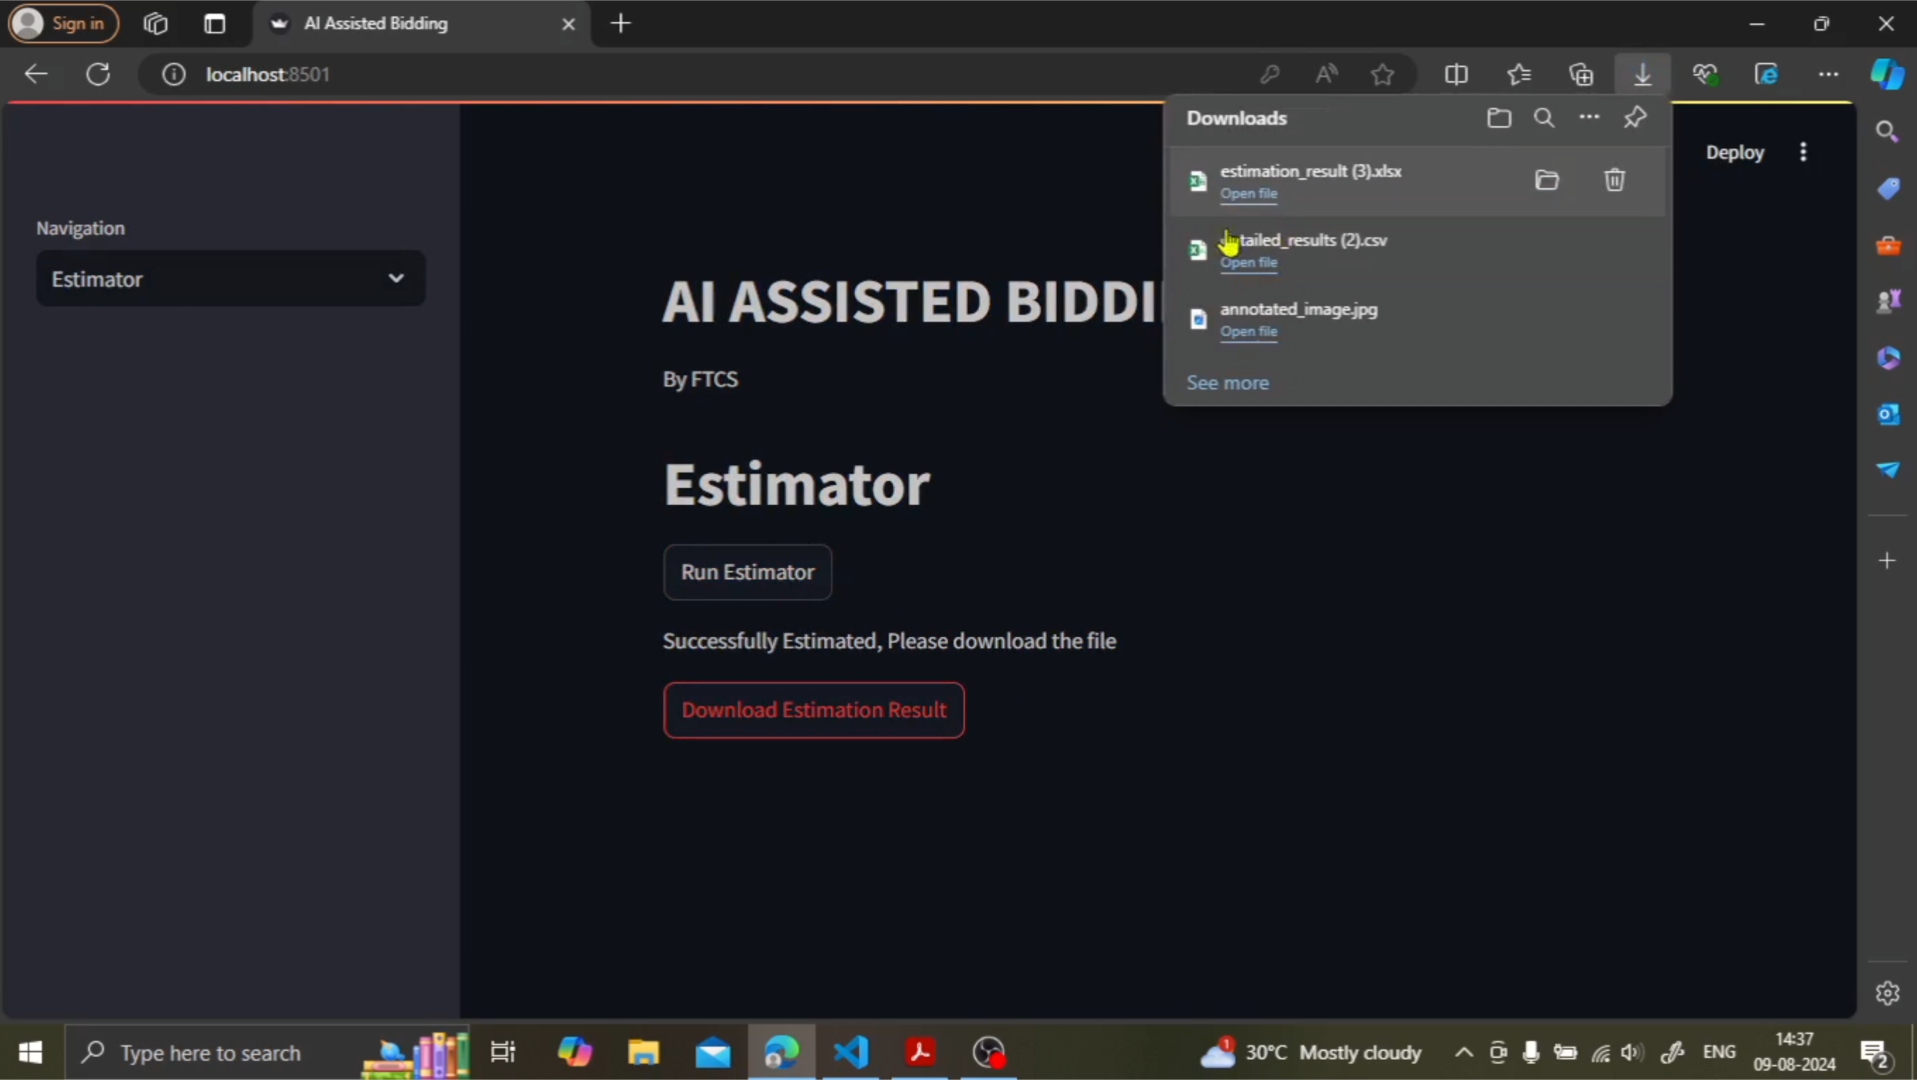 Sign in
AI Assisted Bidding
localhost:8501
Downloads
estimation_result (3).xlsx
Open file
tailed_results (2).csv
Open file
annotated_image.jpg
Open file
See more
Deploy
Navigation
Estimator
AI ASSISTED BIDDI
By FTCS
Estimator
Run Estimator
Successfully Estimated, Please download the file
Download Estimation Result
Type here to search
1
30°C Mostly cloudy
ENG
14:37
09-08-2024
2